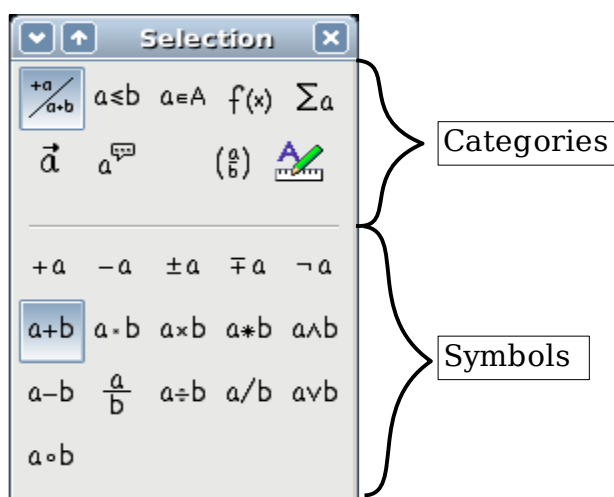 Selection
+a/a+b a≤b a∈A f(x) ∑a
Categories
a⃗ a (a/b) A
+a −a ±a ∓a ¬a
a+b a·b a×b a∗b a∧b
Symbols
a−b a/b a÷b a/b a∨b
a∘b